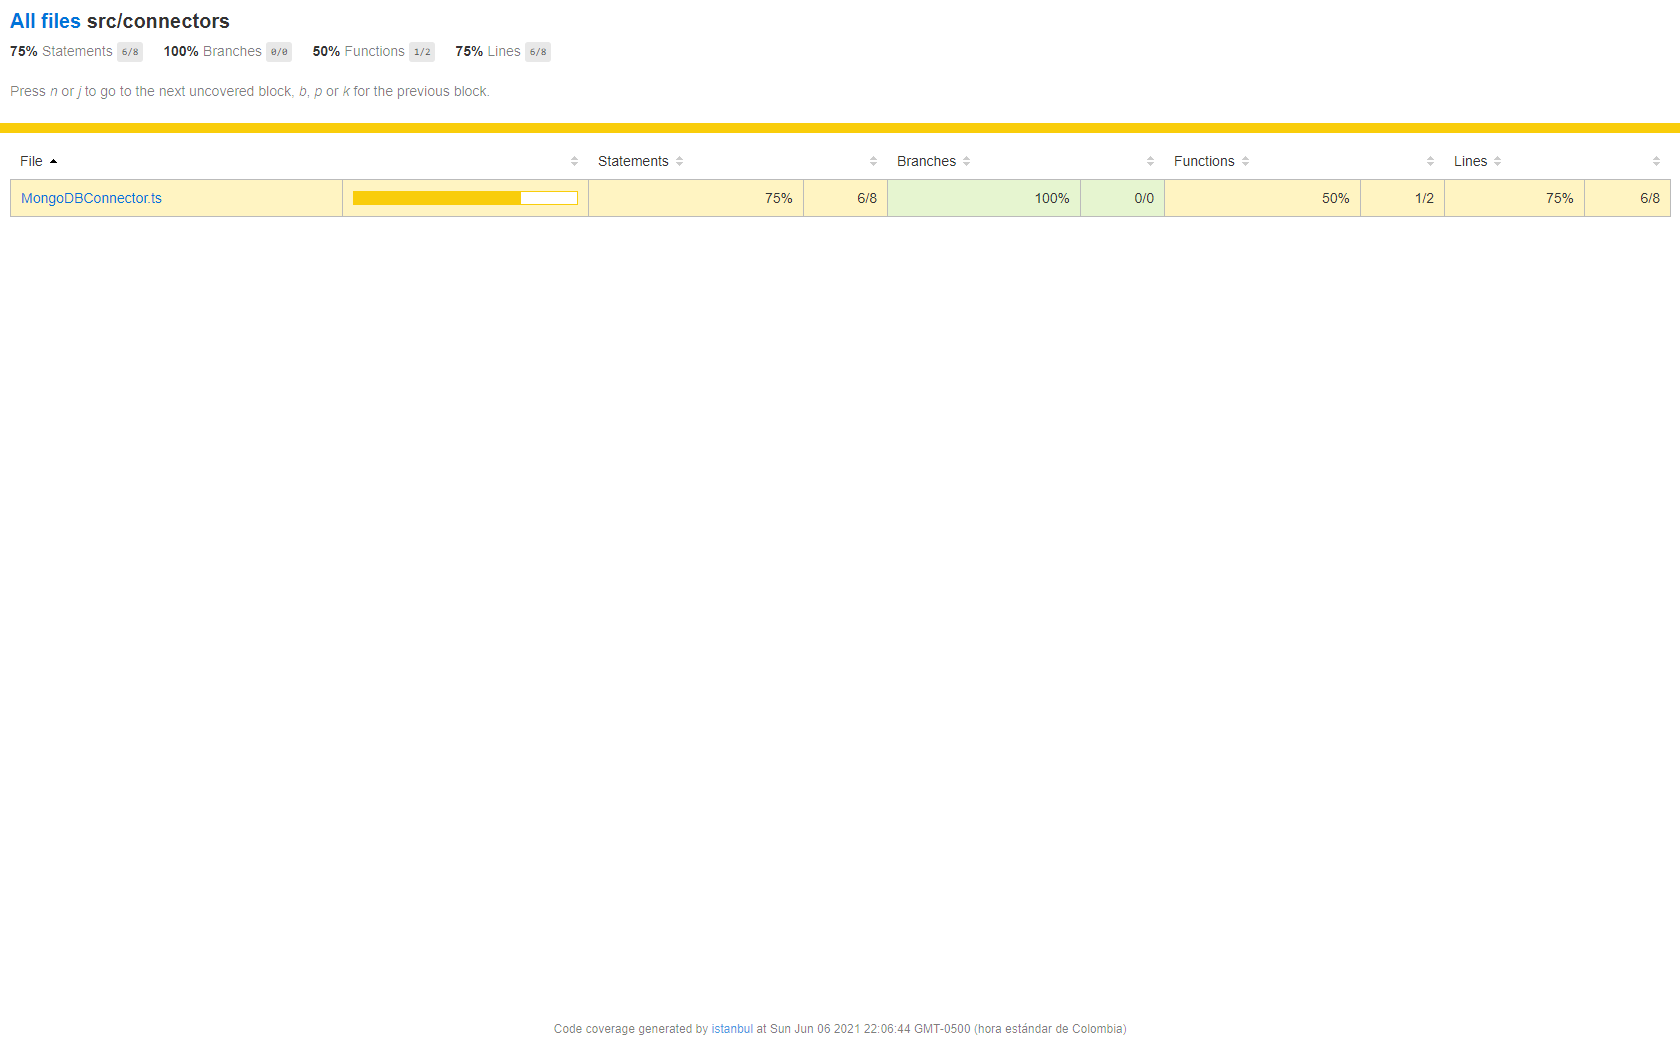 All files src/connectors
75% Statements 6/8 100% Branches 0/0 50% Functions 1/2 75% Lines 6/8
Press n or j to go to the next uncovered block, b, p or k for the previous block.
File Statements Branches Functions Lines
MongoDBConnector.ts 75% 6/8 100% 0/0 50% 1/2 75% 6/8
Code coverage generated by istanbul at Sun Jun 06 2021 22:06:44 GMT-0500 (hora estándar de Colombia)